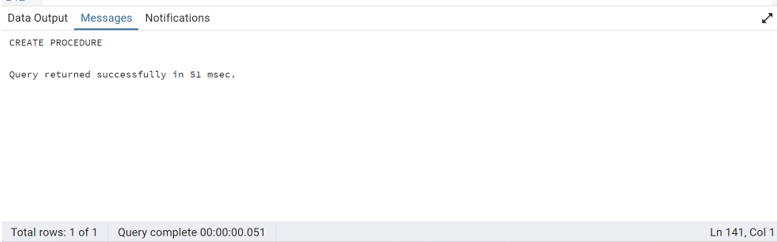 Data Output Messages Notifications
CREATE PROCEDURE
Query returned successfully in 51 msec.
Total rows: 1 of 1 Query complete 00:00:00.051 Ln 141, Col 1